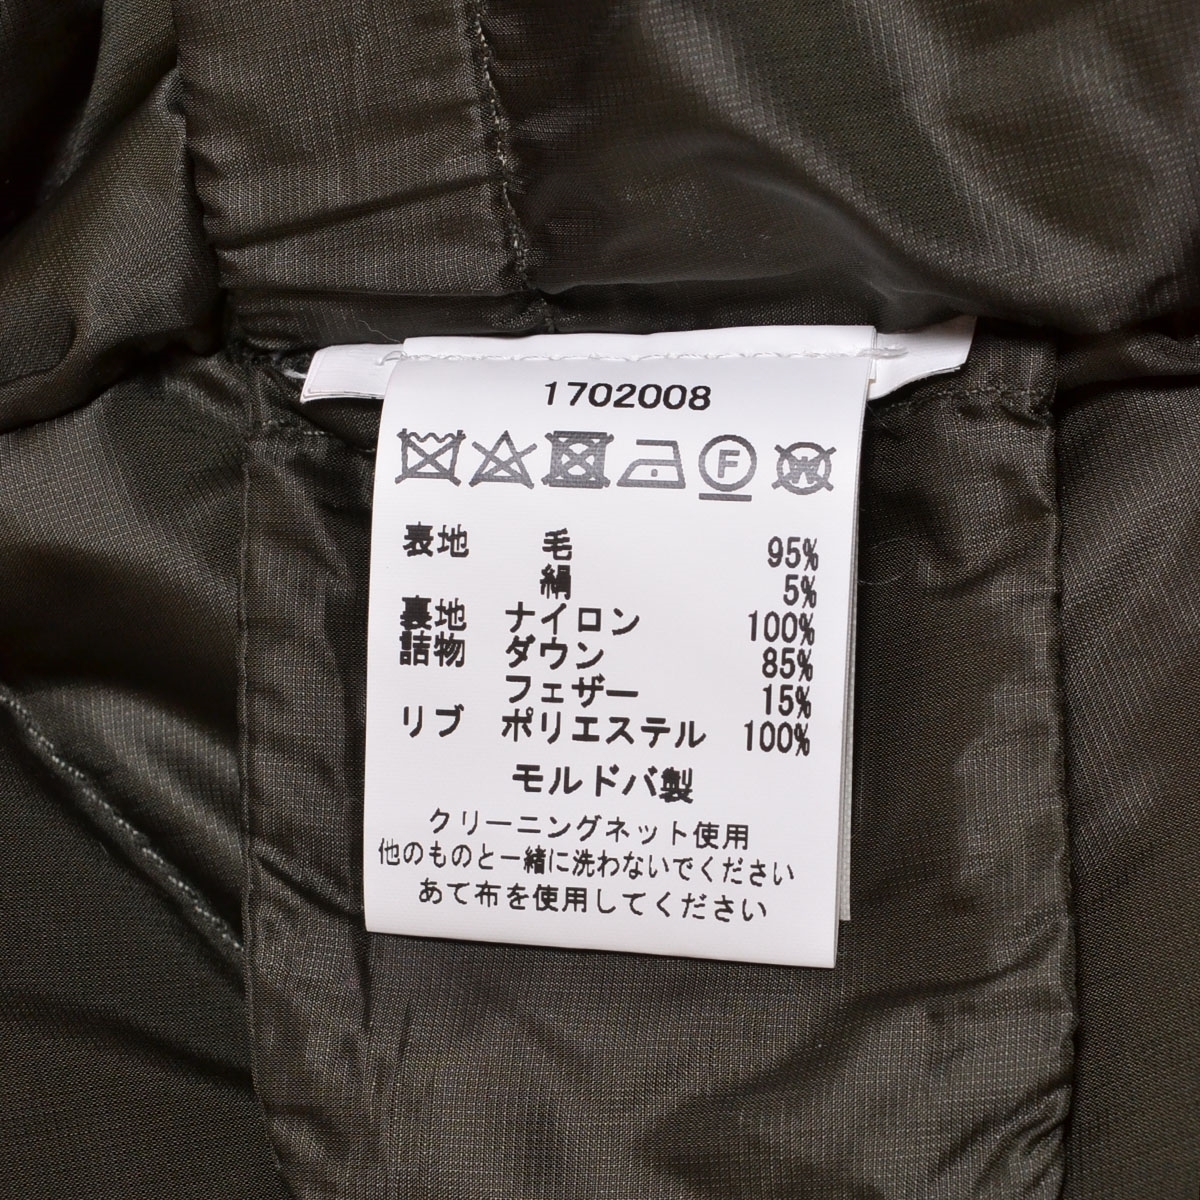 1702008
F W
表地 毛 95%
絹 5%
裏地 ナイロン 100%
詰物 ダウン 85%
フェザー 15%
リブ ポリエステル 100%
モルドバ製
クリーニングネット使用
他のものと一緒に洗わないでください
あて布を使用してください